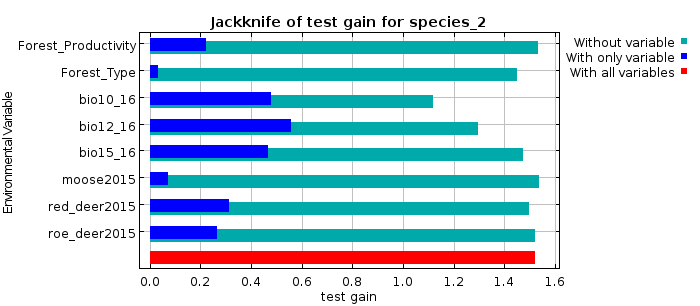 Jackknife of test gain for species_2
Environmental Variable
Forest_Productivity
Forest_Type
bio10_16
bio12_16
bio15_16
moose2015
red_deer2015
roe_deer2015
0.0 0.2 0.4 0.6 0.8 1.0 1.2 1.4 1.6
test gain
Without variable
With only variable
With all variables